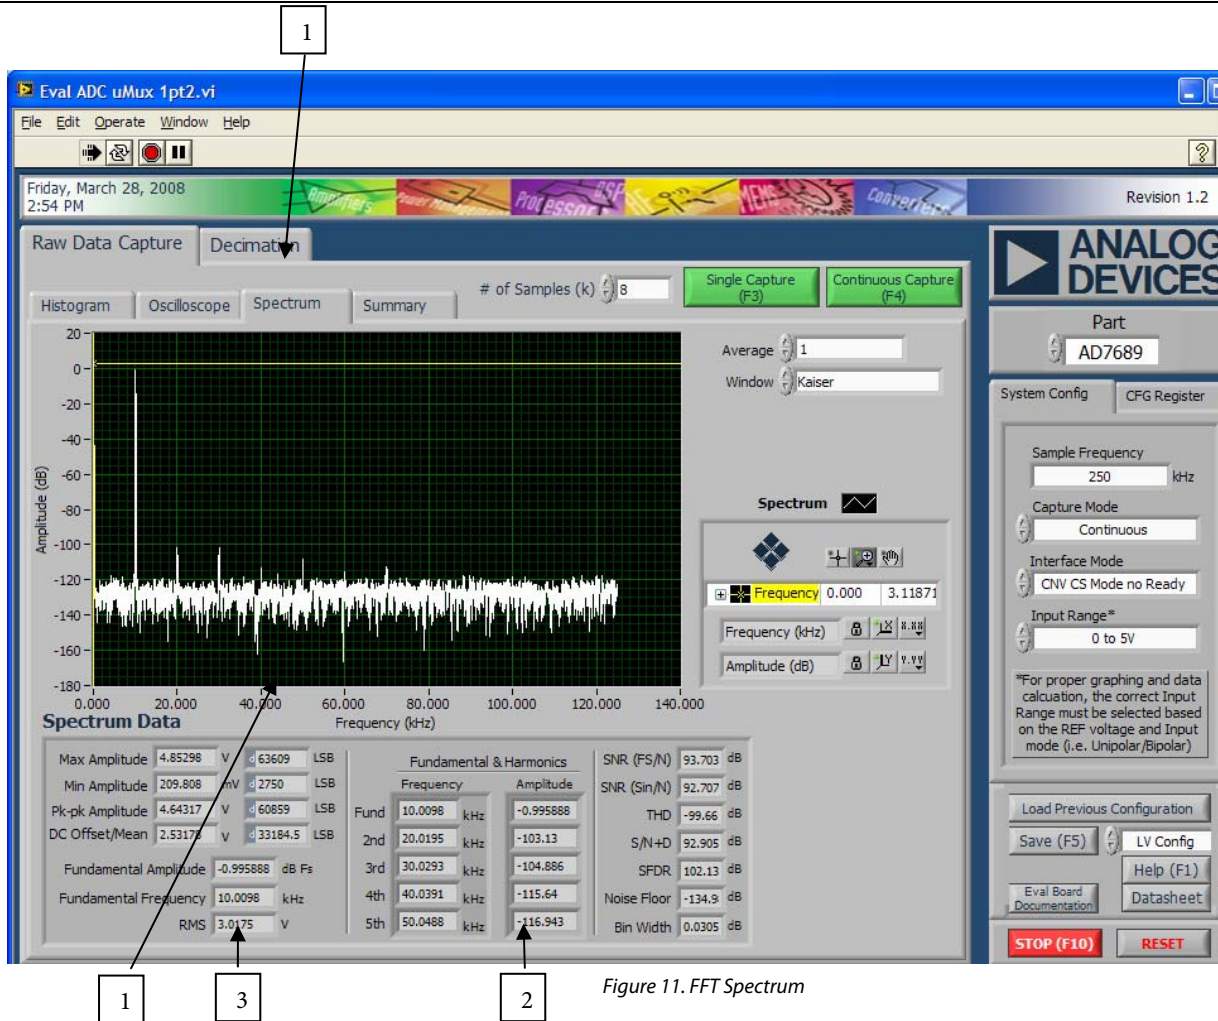 1
Eval ADC uMux 1pt2.vi
File Edit Operate Window Help
Friday, March 28, 2008
2:54 PM
Amplifiers Power Management Processors DSP MEMS Converters
Revision 1.2
Raw Data Capture Decimation
ANALOG
DEVICES
Histogram Oscilloscope Spectrum Summary
# of Samples (k) 8
Single Capture
(F3)
Continuous Capture
(F4)
Average 1
Window Kaiser
Part
AD7689
20
0
-20
-40
-60
-80
-100
-120
-140
-160
-180
Amplitude (dB)
0.000 20.000 40.000 60.000 80.000 100.000 120.000 140.000
Frequency (kHz)
Spectrum
Frequency 0.000 3.11871
Frequency (kHz) X 8.88
Amplitude (dB) Y Y.YY
System Config CFG Register
Sample Frequency
250 kHz
Capture Mode
Continuous
Interface Mode
CNV CS Mode no Ready
Input Range*
0 to 5V
*For proper graphing and data
calcuation, the correct Input
Range must be selected based
on the REF voltage and Input
mode (i.e. Unipolar/Bipolar)
Spectrum Data
Max Amplitude 4.85298 V d 63609 LSB
Min Amplitude 209.808 mV d 2750 LSB
Pk-pk Amplitude 4.64317 V d 60859 LSB
DC Offset/Mean 2.53178 V d 33184.5 LSB
Fundamental Amplitude -0.995888 dB Fs
Fundamental Frequency 10.0098 kHz
RMS 3.0175 V
Fundamental & Harmonics
Frequency Amplitude
Fund 10.0098 kHz -0.995888
2nd 20.0195 kHz -103.13
3rd 30.0293 kHz -104.886
4th 40.0391 kHz -115.64
5th 50.0488 kHz -116.943
SNR (FS/N) 93.703 dB
SNR (Sin/N) 92.707 dB
THD -99.66 dB
S/N+D 92.905 dB
SFDR 102.13 dB
Noise Floor -134.9 dB
Bin Width 0.0305 dB
Load Previous Configuration
Save (F5) LV Config
Help (F1)
Eval Board
Documentation
Datasheet
STOP (F10) RESET
1 3 2
Figure 11. FFT Spectrum